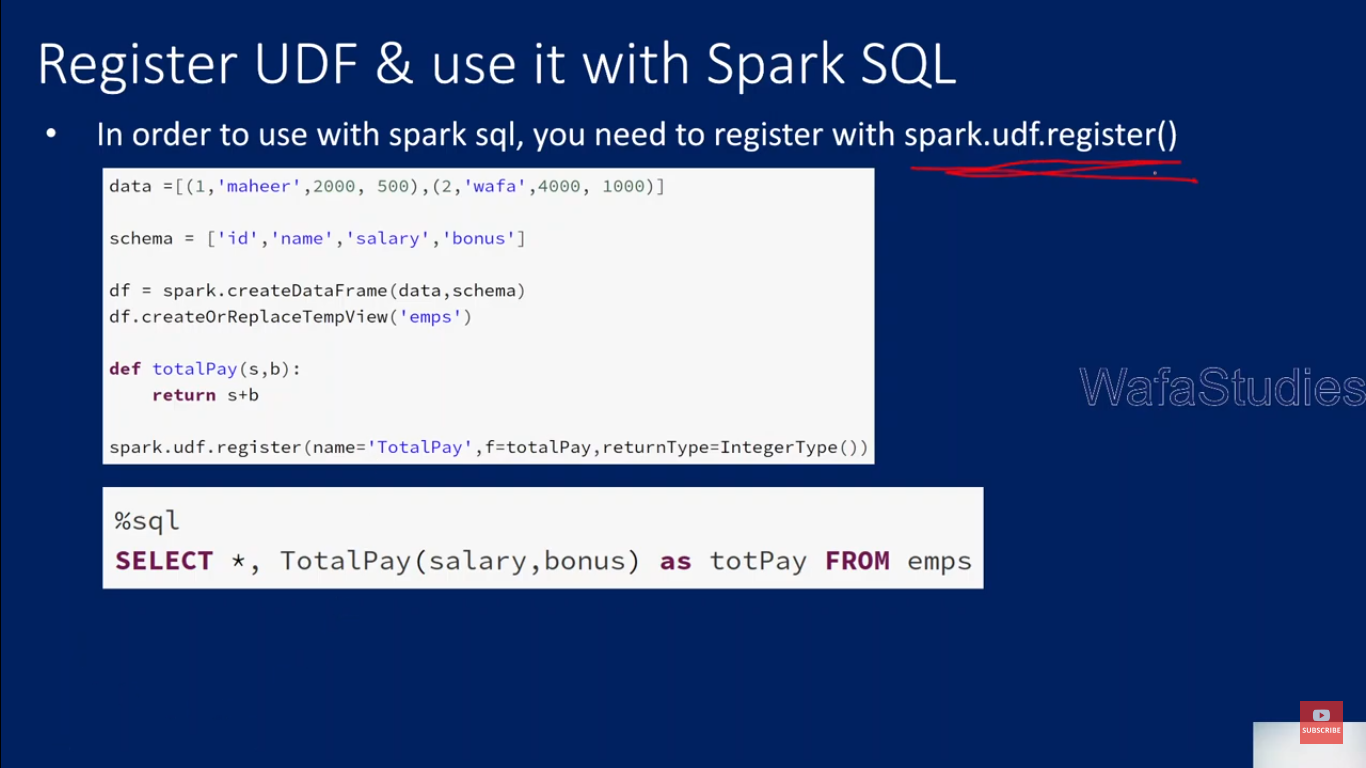 Register UDF & use it with Spark SQL
• In order to use with spark sql, you need to register with spark.udf.register()
data =[(1,'maheer',2000, 500),(2,'wafa',4000, 1000)]
schema = ['id','name','salary','bonus']
df = spark.createDataFrame(data,schema)
df.createOrReplaceTempView('emps')
def totalPay(s,b):
    return s+b
spark.udf.register(name='TotalPay',f=totalPay,returnType=IntegerType())
WafaStudies
%sql
SELECT *, TotalPay(salary,bonus) as totPay FROM emps
SUBSCRIBE